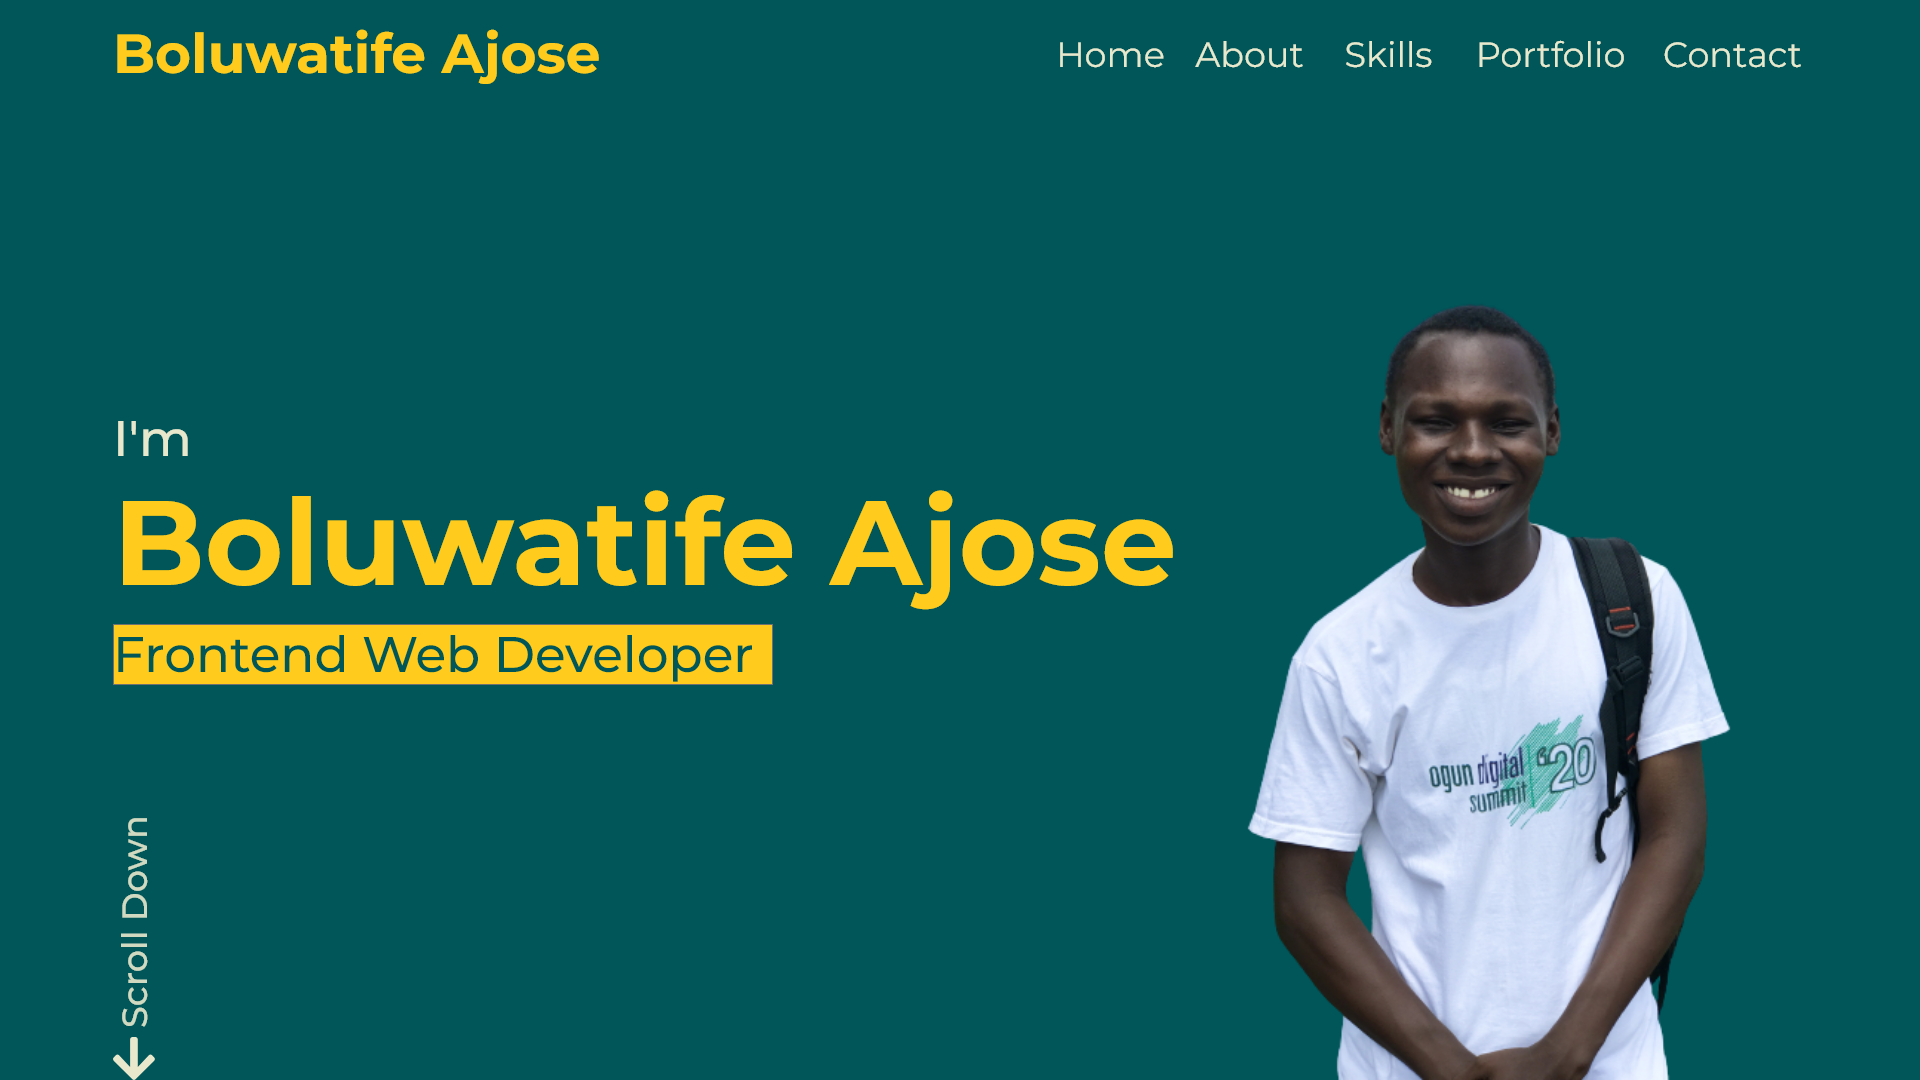 Boluwatife Ajose
Home About Skills Portfolio Contact
I'm
Boluwatife Ajose
Frontend Web Developer
ogun digital
summit
‘20
Scroll Down